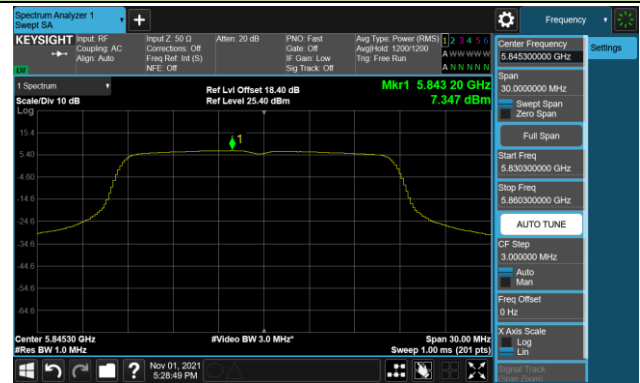 Spectrum Analyzer 1
Swept SA
+
Frequency
KEYSIGHT
Input: RF
Coupling: AC
Align: Auto
Input Z: 50 Ω
Corrections: Off
Freq Ref: Int (S)
NFE: Off
Atten: 20 dB
PNO: Fast
Gate: Off
IF Gain: Low
Sig Track: Off
Avg Type: Power (RMS)
Avg|Hold: 1200/1200
Trig: Free Run
1 2 3 4 5 6
A W W W W W
A N N N N N
LXI
1 Spectrum
Scale/Div 10 dB
Log
Ref Lvl Offset 18.40 dB
Ref Level 25.40 dBm
Mkr1 5.843 20 GHz
7.347 dBm
1
15.4
5.40
-4.60
-14.6
-24.6
-34.6
-44.6
-54.6
-64.6
Center 5.84530 GHz
#Res BW 1.0 MHz
#Video BW 3.0 MHz*
Span 30.00 MHz
Sweep 1.00 ms (201 pts)
Nov 01, 2021
5:28:49 PM
?
Center Frequency
5.845300000 GHz
Settings
Span
30.0000000 MHz
Swept Span
Zero Span
Full Span
Start Freq
5.830300000 GHz
Stop Freq
5.860300000 GHz
AUTO TUNE
CF Step
3.000000 MHz
Auto
Man
Freq Offset
0 Hz
X Axis Scale
Log
Lin
Signal Track
(Span Zoom)